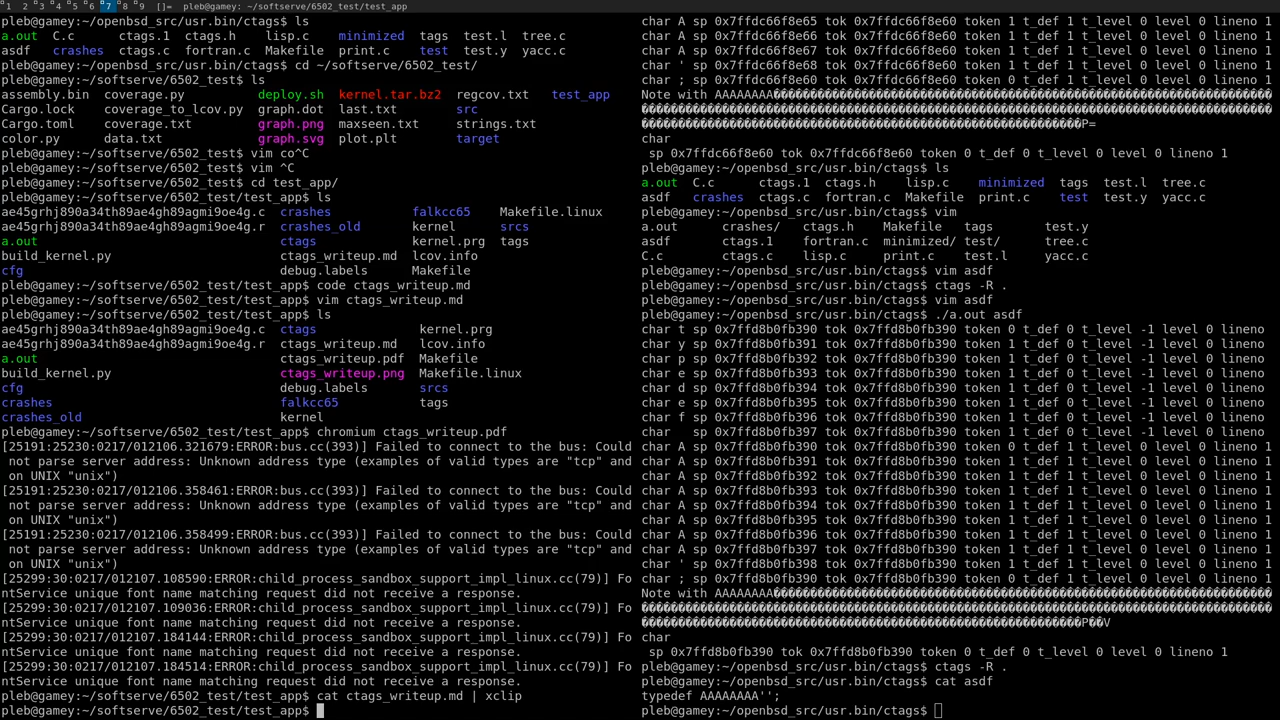 1 2 3 4 5 6 7 8 9 []= pleb@gamey: ~/softserve/6502_test/test_app
pleb@gamey:~/openbsd_src/usr.bin/ctags$ ls
a.out C.c ctags.1 ctags.h lisp.c minimized tags test.l tree.c
asdf crashes ctags.c fortran.c Makefile print.c test test.y yacc.c
pleb@gamey:~/openbsd_src/usr.bin/ctags$ cd ~/softserve/6502_test/
pleb@gamey:~/softserve/6502_test$ ls
assembly.bin coverage.py deploy.sh kernel.tar.bz2 regcov.txt test_app
Cargo.lock coverage_to_lcov.py graph.dot last.txt src
Cargo.toml coverage.txt graph.png maxseen.txt strings.txt
color.py data.txt graph.svg plot.plt target
pleb@gamey:~/softserve/6502_test$ vim co^C
pleb@gamey:~/softserve/6502_test$ vim ^C
pleb@gamey:~/softserve/6502_test$ cd test_app/
pleb@gamey:~/softserve/6502_test/test_app$ ls
ae45grhj890a34th89ae4gh89agmi9oe4g.c crashes falkcc65 Makefile.linux
ae45grhj890a34th89ae4gh89agmi9oe4g.r crashes_old kernel srcs
a.out ctags kernel.prg tags
build_kernel.py ctags_writeup.md lcov.info
cfg debug.labels Makefile
pleb@gamey:~/softserve/6502_test/test_app$ code ctags_writeup.md
pleb@gamey:~/softserve/6502_test/test_app$ vim ctags_writeup.md
pleb@gamey:~/softserve/6502_test/test_app$ ls
ae45grhj890a34th89ae4gh89agmi9oe4g.c ctags kernel.prg
ae45grhj890a34th89ae4gh89agmi9oe4g.r ctags_writeup.md lcov.info
a.out ctags_writeup.pdf Makefile
build_kernel.py ctags_writeup.png Makefile.linux
cfg debug.labels srcs
crashes falkcc65 tags
crashes_old kernel
pleb@gamey:~/softserve/6502_test/test_app$ chromium ctags_writeup.pdf
[25191:25230:0217/012106.321679:ERROR:bus.cc(393)] Failed to connect to the bus: Could
not parse server address: Unknown address type (examples of valid types are "tcp" and
on UNIX "unix")
[25191:25230:0217/012106.358461:ERROR:bus.cc(393)] Failed to connect to the bus: Could
not parse server address: Unknown address type (examples of valid types are "tcp" and
on UNIX "unix")
[25191:25230:0217/012106.358499:ERROR:bus.cc(393)] Failed to connect to the bus: Could
not parse server address: Unknown address type (examples of valid types are "tcp" and
on UNIX "unix")
[25299:30:0217/012107.108590:ERROR:child_process_sandbox_support_impl_linux.cc(79)] Fo
ntService unique font name matching request did not receive a response.
[25299:30:0217/012107.109036:ERROR:child_process_sandbox_support_impl_linux.cc(79)] Fo
ntService unique font name matching request did not receive a response.
[25299:30:0217/012107.184144:ERROR:child_process_sandbox_support_impl_linux.cc(79)] Fo
ntService unique font name matching request did not receive a response.
[25299:30:0217/012107.184514:ERROR:child_process_sandbox_support_impl_linux.cc(79)] Fo
ntService unique font name matching request did not receive a response.
pleb@gamey:~/softserve/6502_test/test_app$ cat ctags_writeup.md | xclip
pleb@gamey:~/softserve/6502_test/test_app$
char A sp 0x7ffdc66f8e65 tok 0x7ffdc66f8e60 token 1 t_def 1 t_level 0 level 0 lineno 1
char A sp 0x7ffdc66f8e66 tok 0x7ffdc66f8e60 token 1 t_def 1 t_level 0 level 0 lineno 1
char A sp 0x7ffdc66f8e67 tok 0x7ffdc66f8e60 token 1 t_def 1 t_level 0 level 0 lineno 1
char ' sp 0x7ffdc66f8e68 tok 0x7ffdc66f8e60 token 1 t_def 1 t_level 0 level 0 lineno 1
char ; sp 0x7ffdc66f8e60 tok 0x7ffdc66f8e60 token 0 t_def 1 t_level 0 level 0 lineno 1
Note with AAAAAAAA
P=
char
sp 0x7ffdc66f8e60 tok 0x7ffdc66f8e60 token 0 t_def 0 t_level 0 level 0 lineno 1
pleb@gamey:~/openbsd_src/usr.bin/ctags$ ls
a.out C.c ctags.1 ctags.h lisp.c minimized tags test.l tree.c
asdf crashes ctags.c fortran.c Makefile print.c test test.y yacc.c
pleb@gamey:~/openbsd_src/usr.bin/ctags$ vim
a.out crashes/ ctags.h Makefile tags test.y
asdf ctags.1 fortran.c minimized/ test/ tree.c
C.c ctags.c lisp.c print.c test.l yacc.c
pleb@gamey:~/openbsd_src/usr.bin/ctags$ vim asdf
pleb@gamey:~/openbsd_src/usr.bin/ctags$ ctags -R .
pleb@gamey:~/openbsd_src/usr.bin/ctags$ vim asdf
pleb@gamey:~/openbsd_src/usr.bin/ctags$ ./a.out asdf
char t sp 0x7ffd8b0fb390 tok 0x7ffd8b0fb390 token 0 t_def 0 t_level -1 level 0 lineno
char y sp 0x7ffd8b0fb391 tok 0x7ffd8b0fb390 token 1 t_def 0 t_level -1 level 0 lineno
char p sp 0x7ffd8b0fb392 tok 0x7ffd8b0fb390 token 1 t_def 0 t_level -1 level 0 lineno
char e sp 0x7ffd8b0fb393 tok 0x7ffd8b0fb390 token 1 t_def 0 t_level -1 level 0 lineno
char d sp 0x7ffd8b0fb394 tok 0x7ffd8b0fb390 token 1 t_def 0 t_level -1 level 0 lineno
char e sp 0x7ffd8b0fb395 tok 0x7ffd8b0fb390 token 1 t_def 0 t_level -1 level 0 lineno
char f sp 0x7ffd8b0fb396 tok 0x7ffd8b0fb390 token 1 t_def 0 t_level -1 level 0 lineno
char sp 0x7ffd8b0fb397 tok 0x7ffd8b0fb390 token 1 t_def 0 t_level -1 level 0 lineno
char A sp 0x7ffd8b0fb390 tok 0x7ffd8b0fb390 token 0 t_def 1 t_level 0 level 0 lineno 1
char A sp 0x7ffd8b0fb391 tok 0x7ffd8b0fb390 token 1 t_def 1 t_level 0 level 0 lineno 1
char A sp 0x7ffd8b0fb392 tok 0x7ffd8b0fb390 token 1 t_def 1 t_level 0 level 0 lineno 1
char A sp 0x7ffd8b0fb393 tok 0x7ffd8b0fb390 token 1 t_def 1 t_level 0 level 0 lineno 1
char A sp 0x7ffd8b0fb394 tok 0x7ffd8b0fb390 token 1 t_def 1 t_level 0 level 0 lineno 1
char A sp 0x7ffd8b0fb395 tok 0x7ffd8b0fb390 token 1 t_def 1 t_level 0 level 0 lineno 1
char A sp 0x7ffd8b0fb396 tok 0x7ffd8b0fb390 token 1 t_def 1 t_level 0 level 0 lineno 1
char A sp 0x7ffd8b0fb397 tok 0x7ffd8b0fb390 token 1 t_def 1 t_level 0 level 0 lineno 1
char ' sp 0x7ffd8b0fb398 tok 0x7ffd8b0fb390 token 1 t_def 1 t_level 0 level 0 lineno 1
char ; sp 0x7ffd8b0fb390 tok 0x7ffd8b0fb390 token 0 t_def 1 t_level 0 level 0 lineno 1
Note with AAAAAAAA
P��V
char
sp 0x7ffd8b0fb390 tok 0x7ffd8b0fb390 token 0 t_def 0 t_level 0 level 0 lineno 1
pleb@gamey:~/openbsd_src/usr.bin/ctags$ ctags -R .
pleb@gamey:~/openbsd_src/usr.bin/ctags$ cat asdf
typedef AAAAAAAA'';
pleb@gamey:~/openbsd_src/usr.bin/ctags$